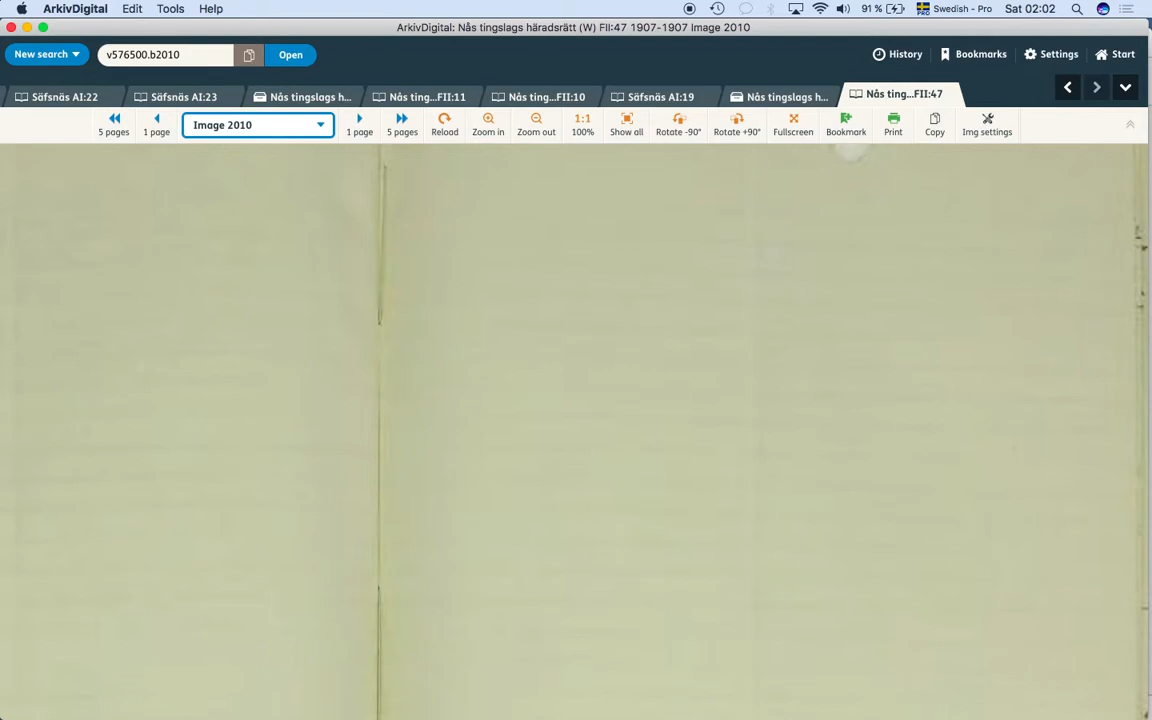 ArkivDigital Edit Tools Help 91 % Swedish - Pro Sat 02:02
ArkivDigital: Nås tingslags häradsrätt (W) FII:47 1907-1907 Image 2010
New search v576500.b2010 Open History Bookmarks Settings Start
Säfsnäs AI:22 Säfsnäs AI:23 Nås tingslags h... Nås ting...FII:11 Nås ting...FII:10 Säfsnäs AI:19 Nås tingslags h... Nås ting...FII:47
5 pages 1 page Image 2010 1 page 5 pages Reload Zoom in Zoom out 1:1 100% Show all Rotate -90° Rotate +90° Fullscreen Bookmark Print Copy Img settings